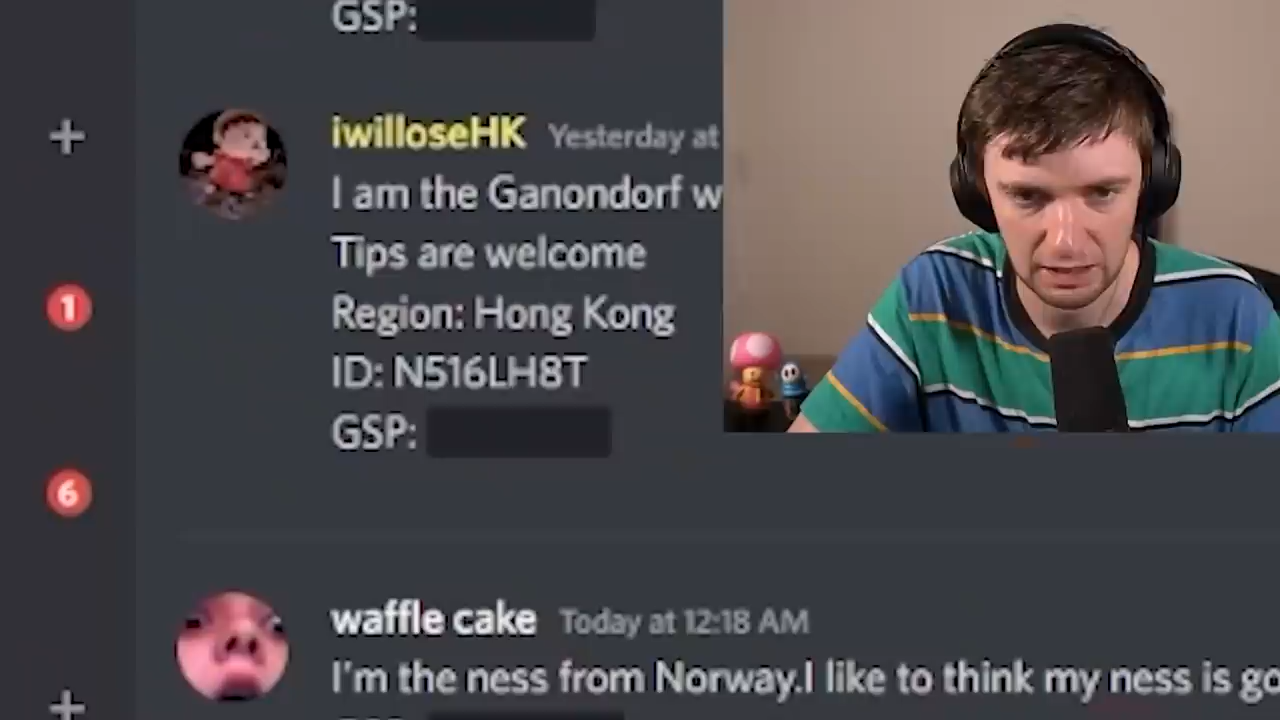 GSP:
iwilloseHK Yesterday at
I am the Ganondorf w
Tips are welcome
Region: Hong Kong
1
ID: N516LH8T
GSP:
6
waffle cake Today at 12:18 AM
I'm the ness from Norway.I like to think my ness is go